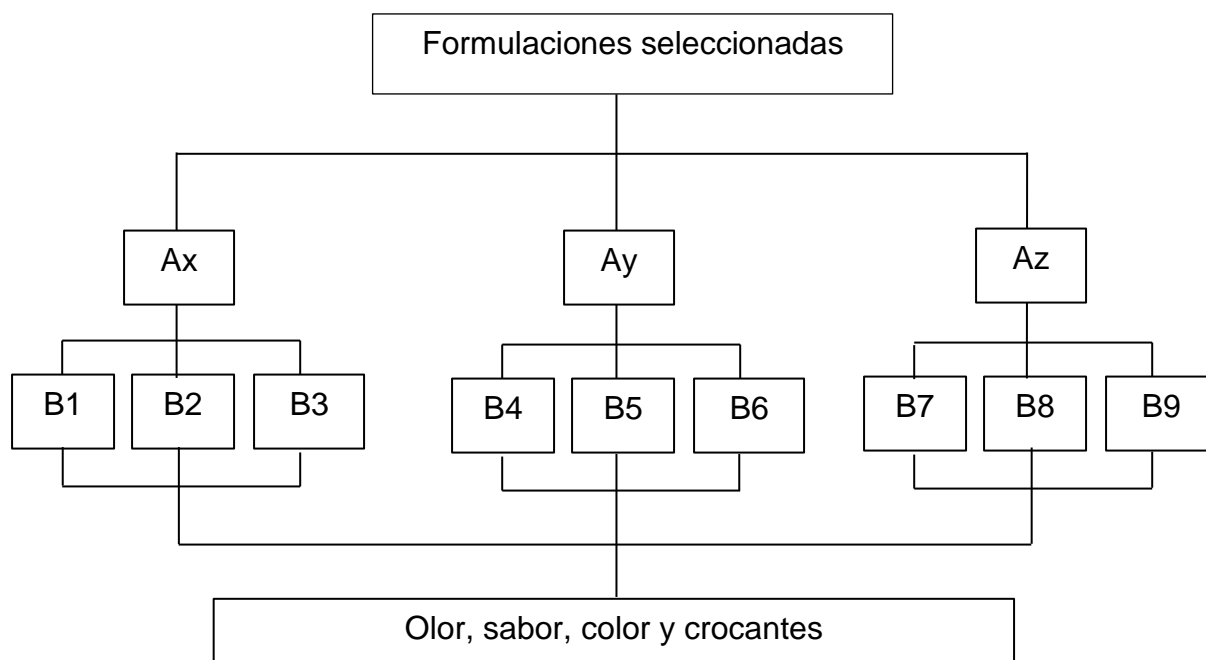 Formulaciones seleccionadas
Ax
Ay
Az
B1
B2
B3
B4
B5
B6
B7
B8
B9
Olor, sabor, color y crocantes